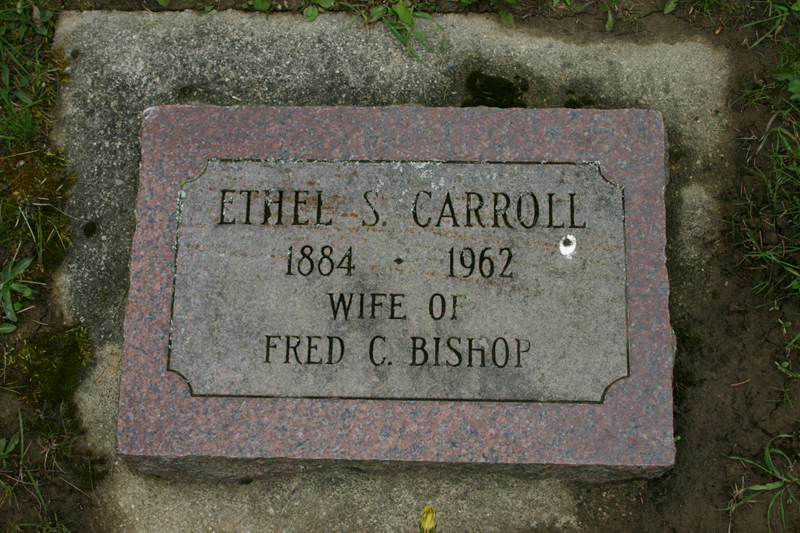 ETHEL S. CARROLL
1884 • 1962
WIFE OF
FRED C. BISHOP